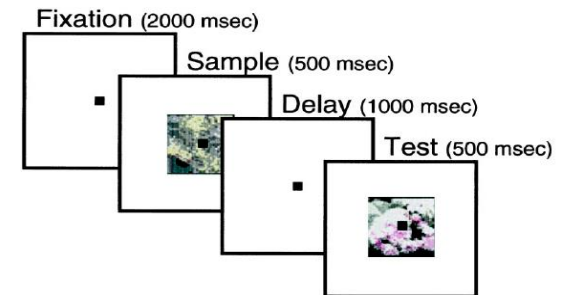 Fixation (2000 msec)
Sample (500 msec)
Delay (1000 msec)
Test (500 msec)